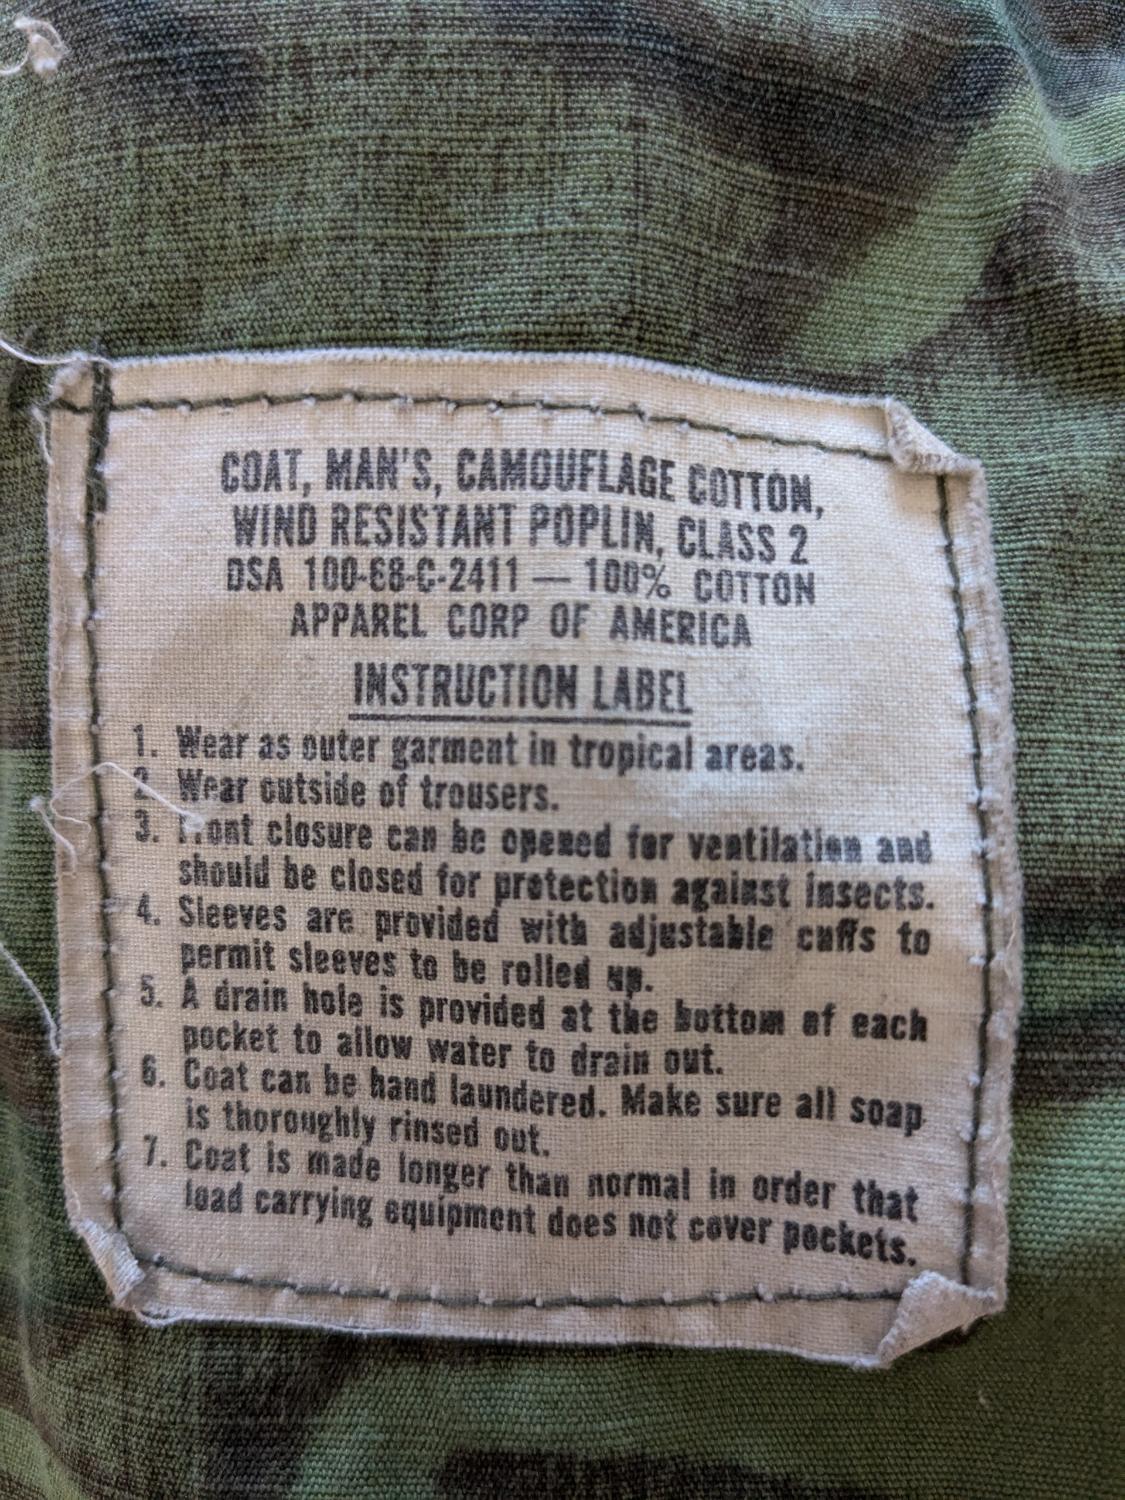 COAT, MAN'S, CAMOUFLAGE COTTON,
WIND RESISTANT POPLIN, CLASS 2
DSA 100-68-C-2411 — 100% COTTON
APPAREL CORP OF AMERICA
INSTRUCTION LABEL
1. Wear as outer garment in tropical areas.
2. Wear outside of trousers.
3. Front closure can be opened for ventilation and
should be closed for protection against insects.
4. Sleeves are provided with adjustable cuffs to
permit sleeves to be rolled up.
5. A drain hole is provided at the bottom of each
pocket to allow water to drain out.
6. Coat can be hand laundered. Make sure all soap
is thoroughly rinsed out.
7. Coat is made longer than normal in order that
load carrying equipment does not cover pockets.